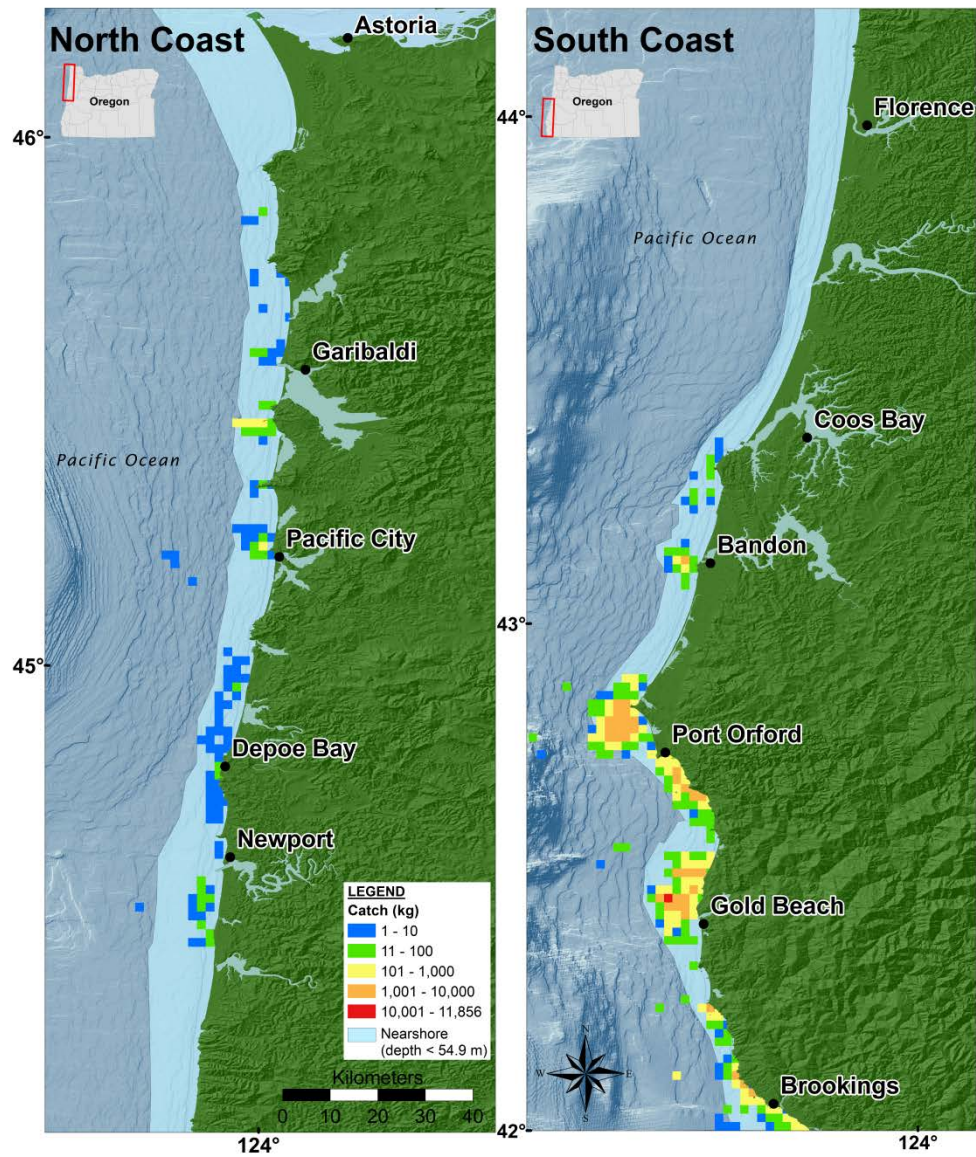 North Coast
Oregon
Astoria
46°
Pacific Ocean
Garibaldi
Pacific City
45°
Depoe Bay
Newport
LEGEND
Catch (kg)
1 - 10
11 - 100
101 - 1,000
1,001 - 10,000
10,001 - 11,856
Nearshore
(depth < 54.9 m)
Kilometers
0 10 20 30 40
124°
South Coast
Oregon
44°
Florence
Pacific Ocean
Coos Bay
Bandon
43°
Port Orford
Gold Beach
N
W E
S
Brookings
42°
124°